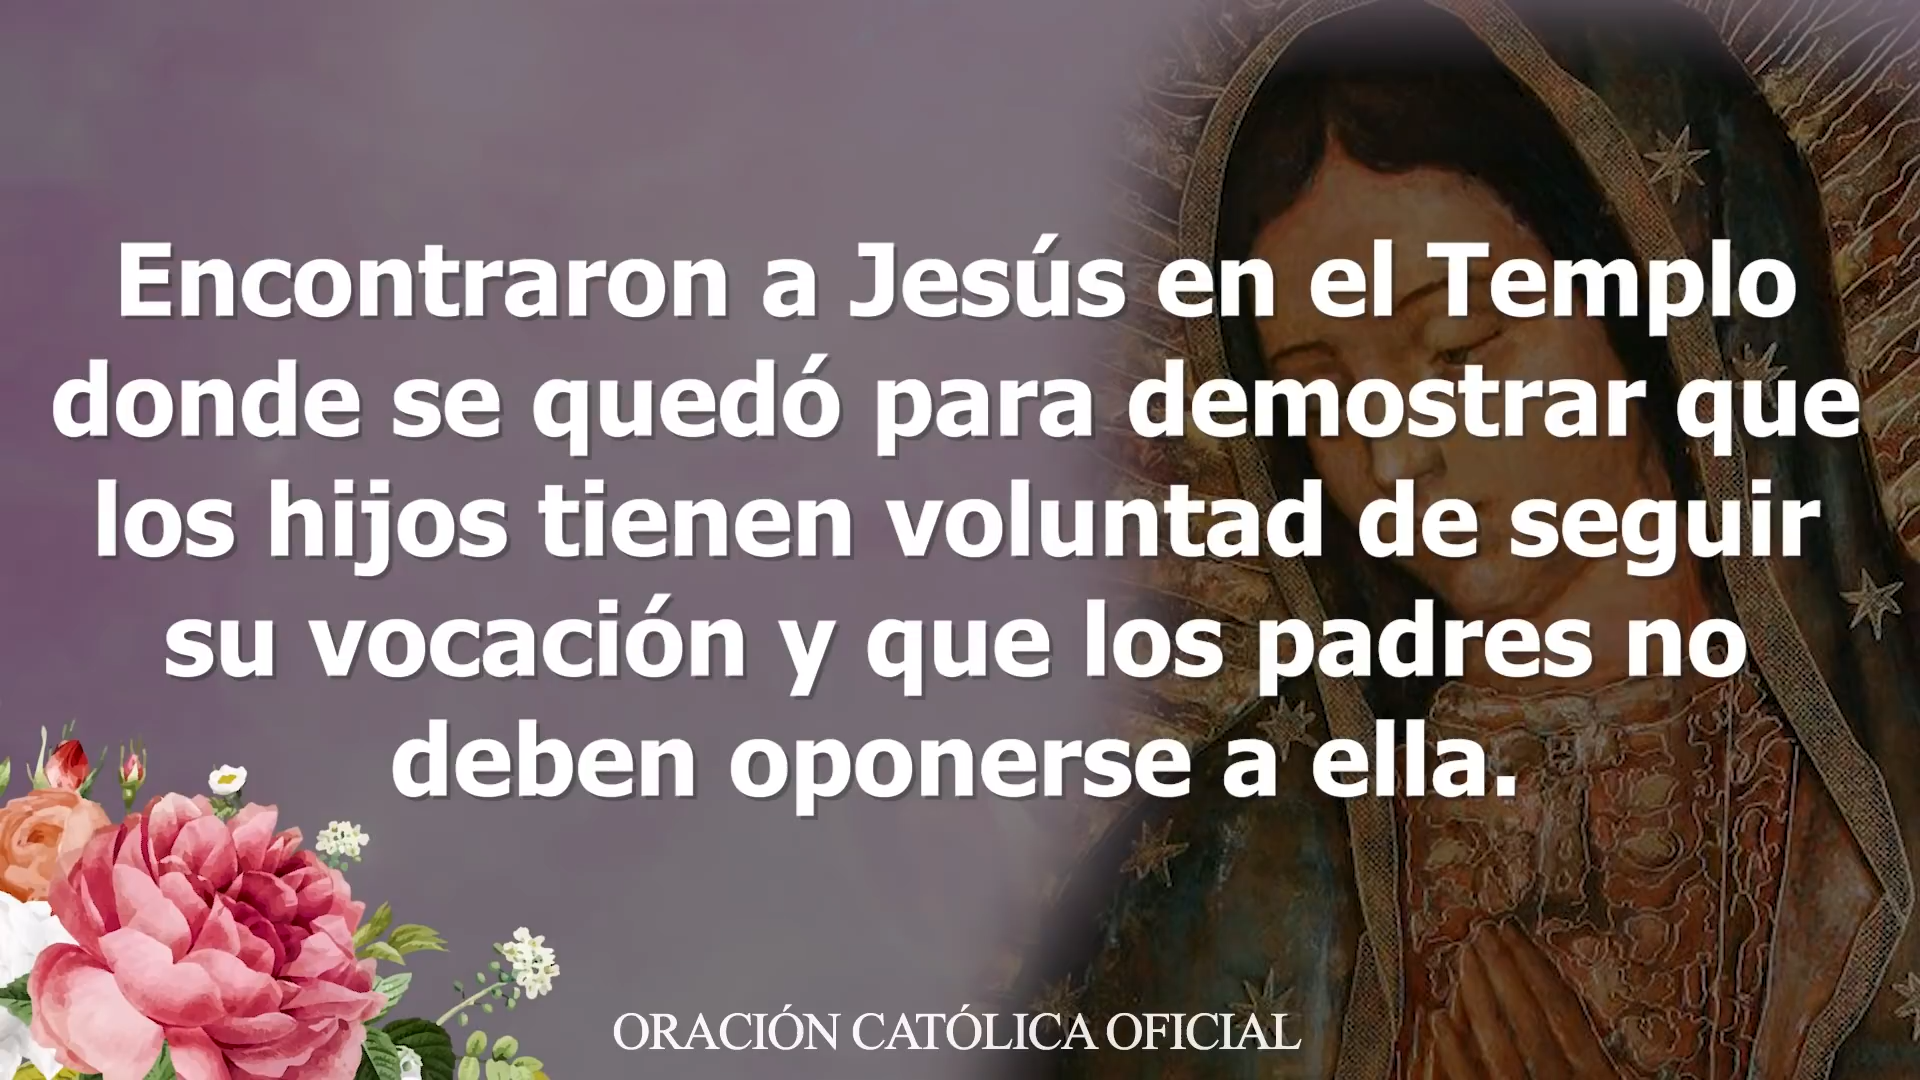 Encontraron a Jesús en el Templo
donde se quedó para demostrar que
los hijos tienen voluntad de seguir
su vocación y que los padres no
deben oponerse a ella.
ORACIÓN CATÓLICA OFICIAL